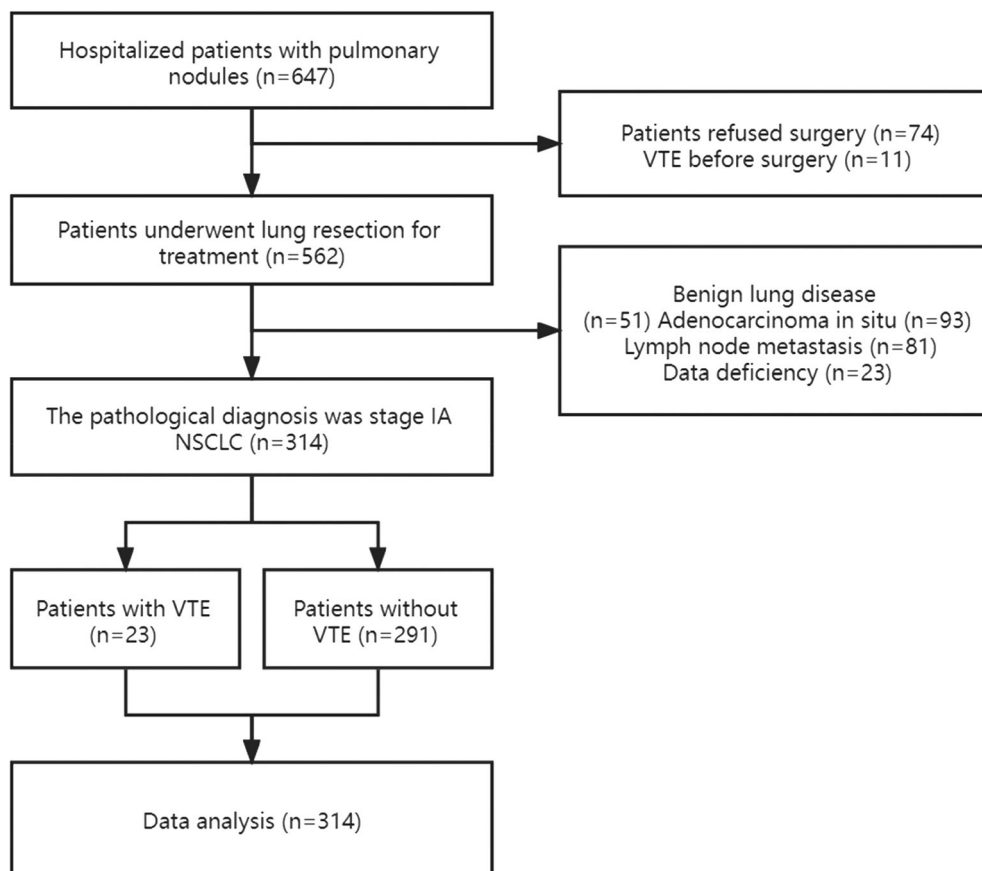 Hospitalized patients with pulmonary
nodules (n=647)
Patients refused surgery (n=74)
VTE before surgery (n=11)
Patients underwent lung resection for
treatment (n=562)
Benign lung disease
(n=51) Adenocarcinoma in situ (n=93)
Lymph node metastasis (n=81)
Data deficiency (n=23)
The pathological diagnosis was stage IA
NSCLC (n=314)
Patients with VTE
(n=23)
Patients without
VTE (n=291)
Data analysis (n=314)